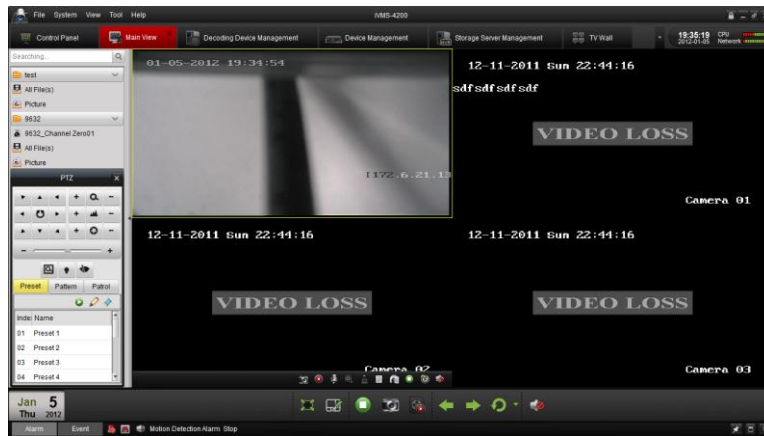 File System View Tool Help iVMS-4200
Control Panel Main View Decoding Device Management Device Management Storage Server Management TV Wall 19:35:19 CPU
2012-01-05 Network
Searching...
test
All File(s)
Picture
9632
9632_Channel Zero01
All File(s)
Picture
PTZ
Preset Pattern Patrol
Index Name
01 Preset 1
02 Preset 2
03 Preset 3
04 Preset 4
01-05-2012 19:34:54
[172.6.21.13
12-11-2011 Sun 22:44:16
sdfsdfsdfsdf
VIDEO LOSS
Camera 01
12-11-2011 Sun 22:44:16
VIDEO LOSS
Camera 02
12-11-2011 Sun 22:44:16
VIDEO LOSS
Camera 03
Jan 5
Thu 2012
Alarm Event Motion Detection Alarm Stop